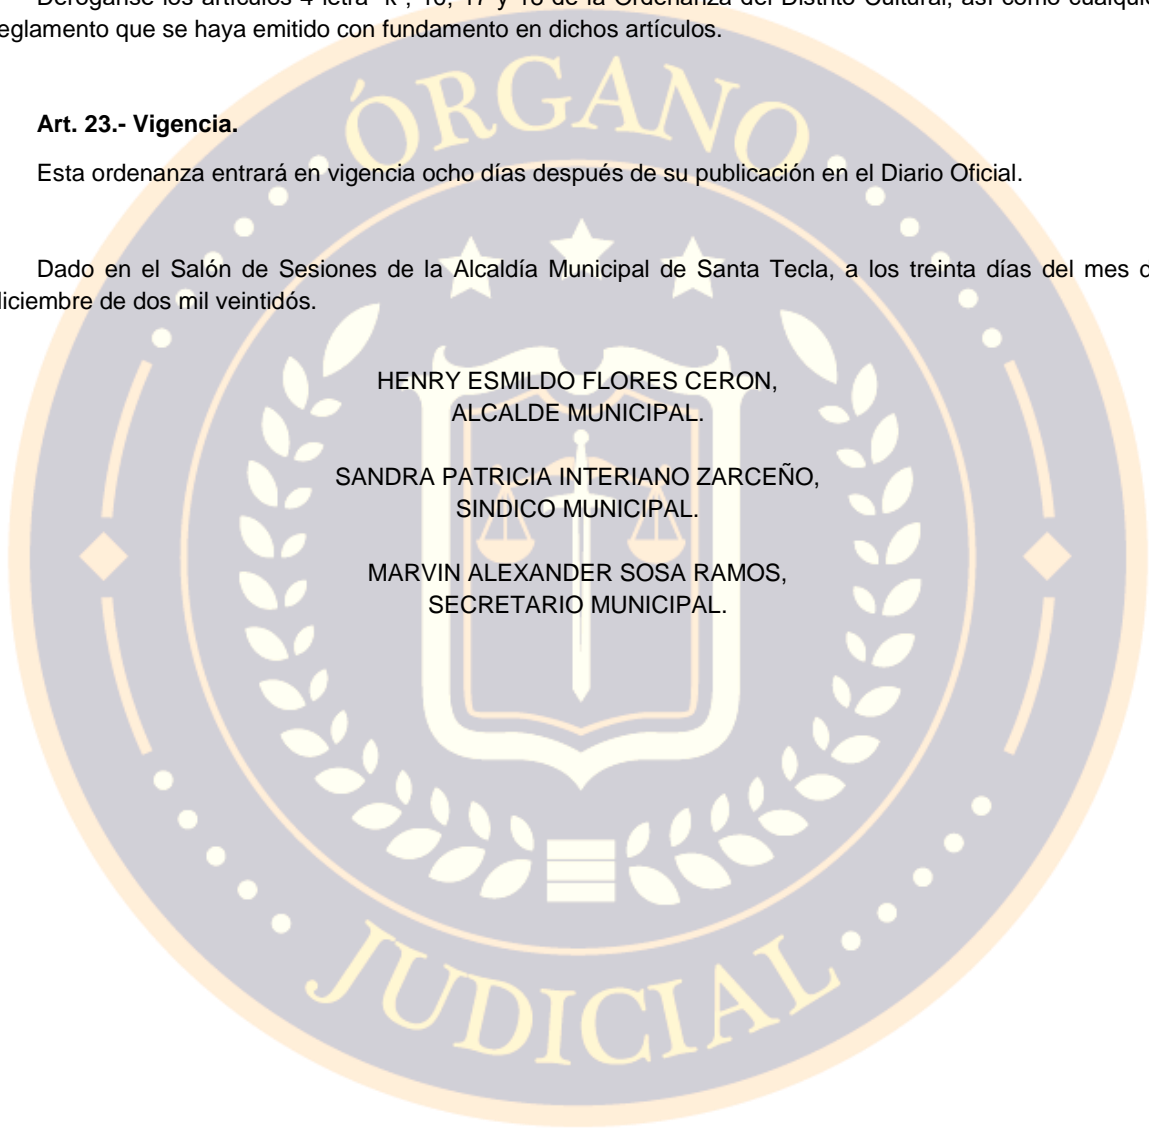 Deróganse los artículos 4 letra "k", 16, 17 y 18 de la Ordenanza del Distrito Cultural, así como
reglamento que se haya emitido con fundamento en dichos artículos.
Art. 23.- Vigencia.
Esta ordenanza entrará en vigencia ocho días después de su publicación en el Diario Oficial.
Dado en el Salón de Sesiones de la Alcaldía Municipal de Santa Tecla, a los treinta días del mes
diciembre de dos mil veintidós.
HENRY ESMILDO FLORES CERON,
ALCALDE MUNICIPAL.
SANDRA PATRICIA INTERIANO ZARCEÑO,
SINDICO MUNICIPAL.
MARVIN ALEXANDER SOSA RAMOS,
SECRETARIO MUNICIPAL.
ÓRGANO
JUDICIAL